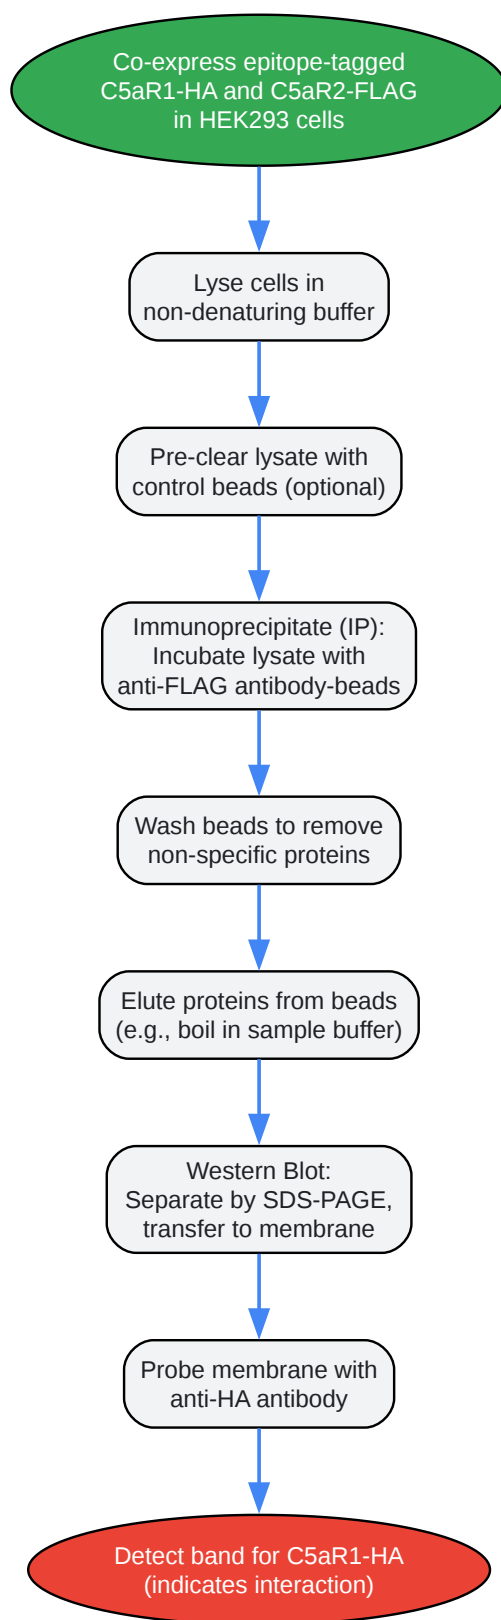 Co-express epitope-tagged
C5aR1-HA and C5aR2-FLAG
in HEK293 cells
Lyse cells in
non-denaturing buffer
Pre-clear lysate with
control beads (optional)
Immunoprecipitate (IP):
Incubate lysate with
anti-FLAG antibody-beads
Wash beads to remove
non-specific proteins
Elute proteins from beads
(e.g., boil in sample buffer)
Western Blot:
Separate by SDS-PAGE,
transfer to membrane
Probe membrane with
anti-HA antibody
Detect band for C5aR1-HA
(indicates interaction)